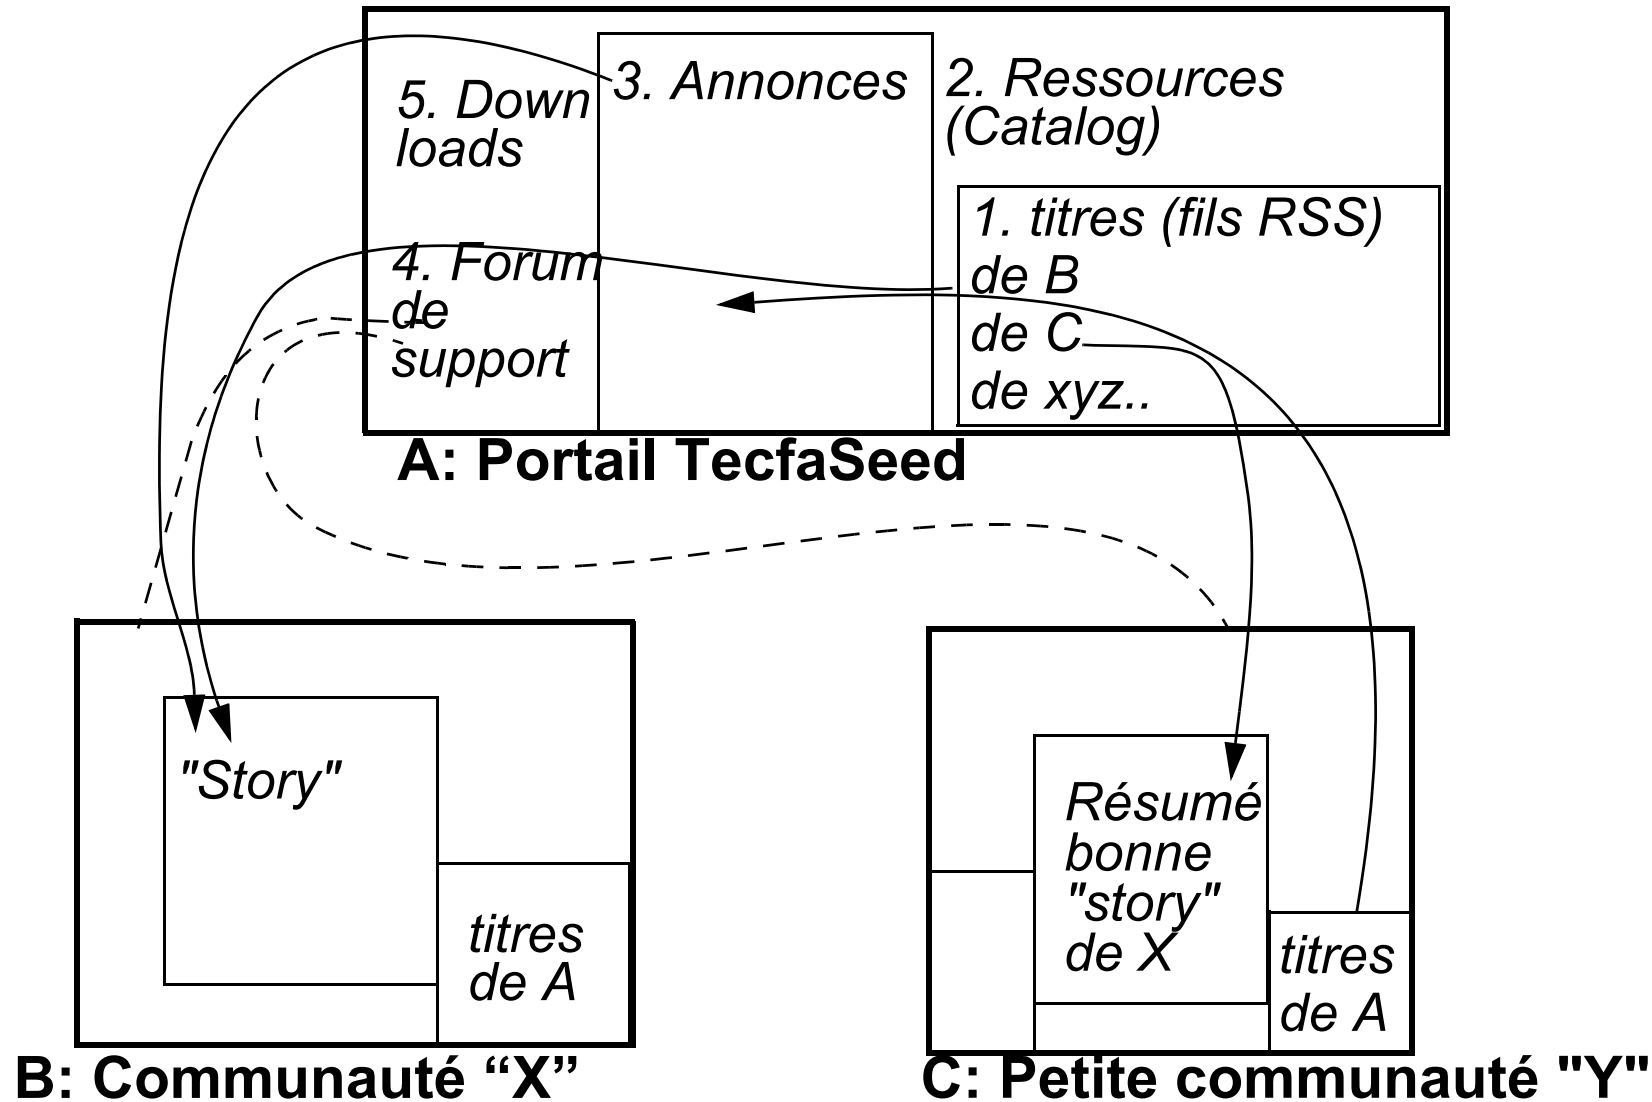 5. Down
loads
3. Annonces
2. Ressources
(Catalog)
1. titres (fils RSS)
de B
de C
de xyz..
4. Forum
de
support
A: Portail TecfaSeed
"Story"
titres
de A
B: Communauté “X”
Résumé
bonne
"story"
de X
titres
de A
C: Petite communauté "Y"